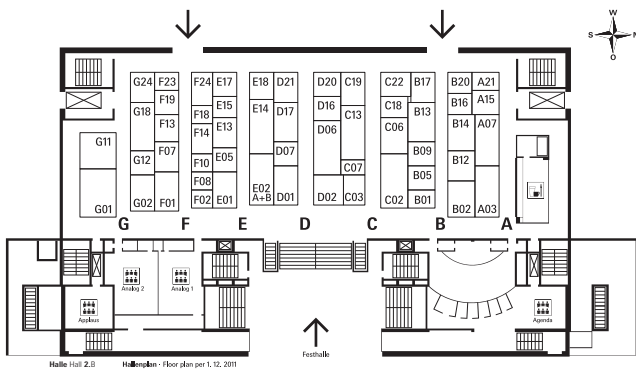 W
S N
O
G24 F23 F24 E17 E18 D21 D20 C19 C22 B17 B20 A21
F19 E15 E14 D17 D16 C13 C18 B13 B16 A15
G18 F13 F18 E13 D06 C06 B14 A07
F14
G11 G12 F07 F10 E05 D07 C07 B09 B12
F08 B05
G01 G02 F01 F02 E01 E02 A+B D01 D02 C03 C02 B01 B02 A03
G F E D C B A
Analog 2 Analog 1
Applaus Agenda
Festhalle
Halle Hall 2.B Hallenplan · Floor plan per 1. 12. 2011